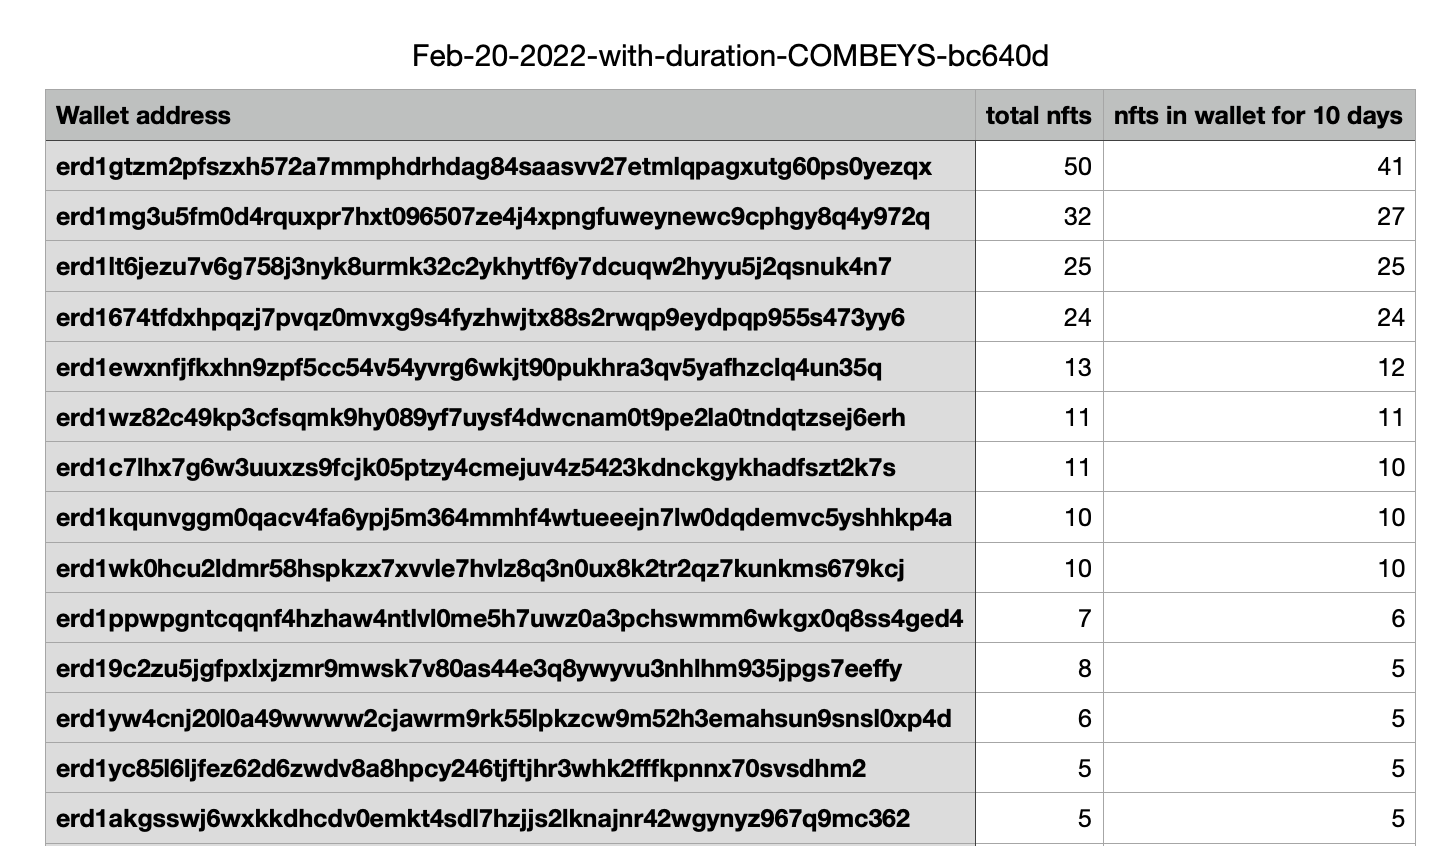 Feb-20-2022-with-duration-COMBEYS-bc640d
Wallet address total nfts nfts in wallet for 10 days
erd1gtzm2pfszxh572a7mmphdrhdag84saasvv27etmlqpagxutg60ps0yezqx 50 41
erd1mg3u5fm0d4rquxpr7hxt096507ze4j4xpngfuweynewc9cphgy8q4y972q 32 27
erd1lt6jezu7v6g758j3nyk8urmk32c2ykhytf6y7dcuqw2hyyu5j2qsnuk4n7 25 25
erd1674tfdxhpqzj7pvqz0mvxg9s4fyzhwjtx88s2rwqp9eydpqp955s473yy6 24 24
erd1ewxnfjfkxhn9zpf5cc54v54yvrg6wkjt90pukhra3qv5yafhzclq4un35q 13 12
erd1wz82c49kp3cfsqmk9hy089yf7uysf4dwcnam0t9pe2la0tndqtzsej6erh 11 11
erd1c7lhx7g6w3uuxzs9fcjk05ptzy4cmejuv4z5423kdnckgykhadfszt2k7s 11 10
erd1kqunvggm0qacv4fa6ypj5m364mmhf4wtueeejn7lw0dqdemvc5yshhkp4a 10 10
erd1wk0hcu2ldmr58hspkzx7xvvle7hvlz8q3n0ux8k2tr2qz7kunkms679kcj 10 10
erd1ppwpgntcqqnf4hzhaw4ntlvl0me5h7uwz0a3pchswmm6wkgx0q8ss4ged4 7 6
erd19c2zu5jgfpxlxjzmr9mwsk7v80as44e3q8ywyvu3nhlhm935jpgs7eeffy 8 5
erd1yw4cnj20l0a49wwww2cjawrm9rk55lpkzcw9m52h3emahsun9snsl0xp4d 6 5
erd1yc85l6ljfez62d6zwdv8a8hpcy246tjftjhr3whk2fffkpnnx70svsdhm2 5 5
erd1akgsswj6wxkkdhcdv0emkt4sdl7hzjjs2lknajnr42wgynyz967q9mc362 5 5